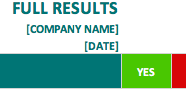 FULL RESULTS
[COMPANY NAME]
[DATE]
YES